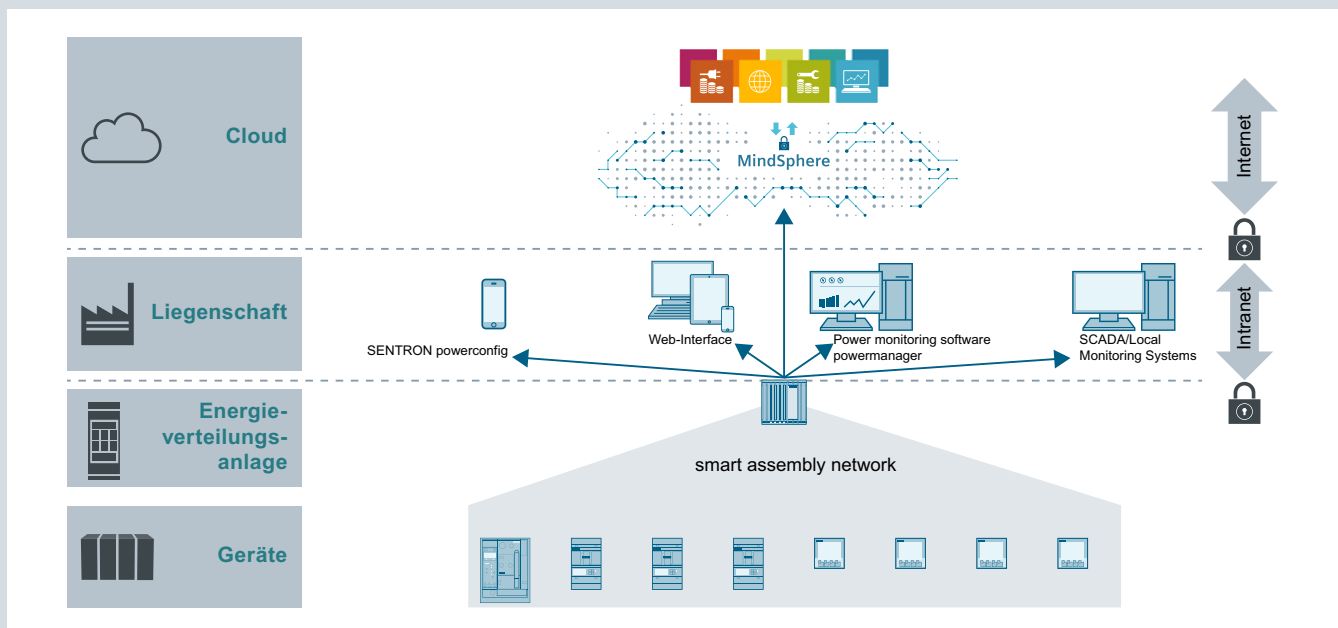 Cloud
MindSphere
Internet
Liegenschaft
SENTRON powerconfig
Web-Interface
Power monitoring software
powermanager
SCADA/Local
Monitoring Systems
Intranet
Energie-
verteilungs-
anlage
smart assembly network
Geräte